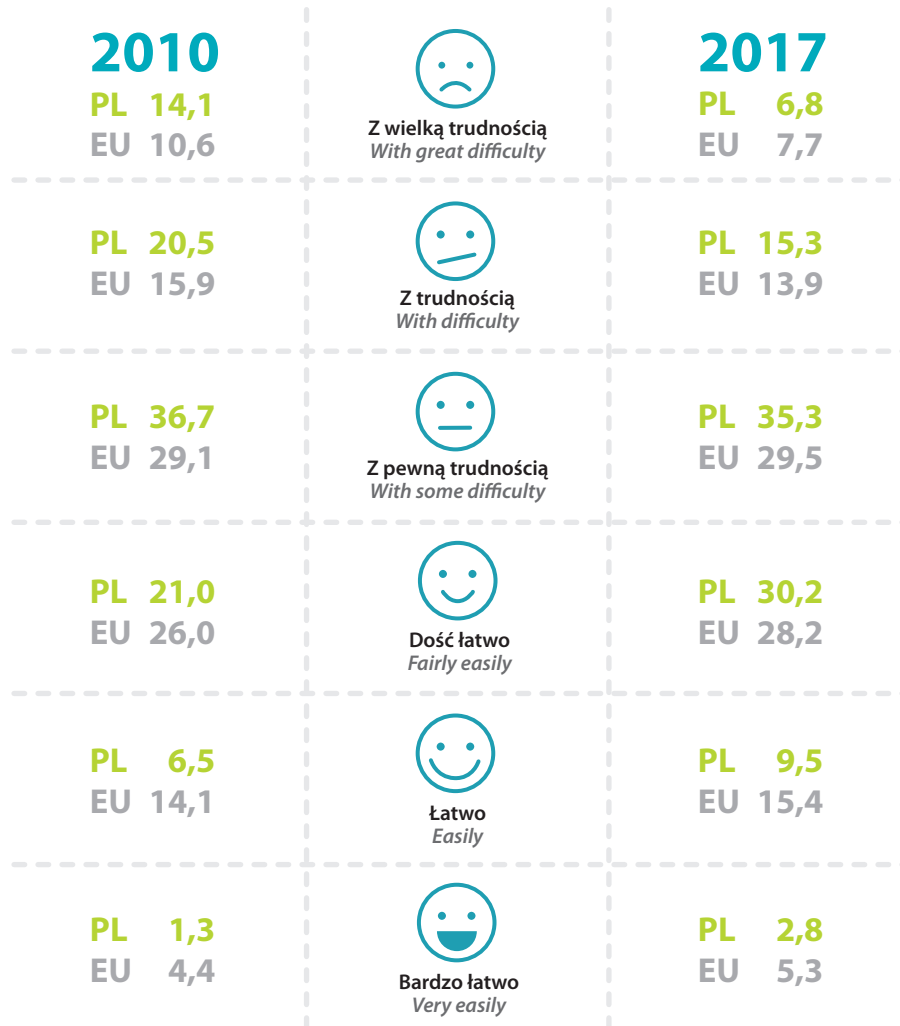 2010
2017
PL 14,1
EU 10,6
Z wielką trudnością
With great difficulty
PL 6,8
EU 7,7
PL 20,5
EU 15,9
Z trudnością
With difficulty
PL 15,3
EU 13,9
PL 36,7
EU 29,1
Z pewną trudnością
With some difficulty
PL 35,3
EU 29,5
PL 21,0
EU 26,0
Dość łatwo
Fairly easily
PL 30,2
EU 28,2
PL 6,5
EU 14,1
Łatwo
Easily
PL 9,5
EU 15,4
PL 1,3
EU 4,4
Bardzo łatwo
Very easily
PL 2,8
EU 5,3